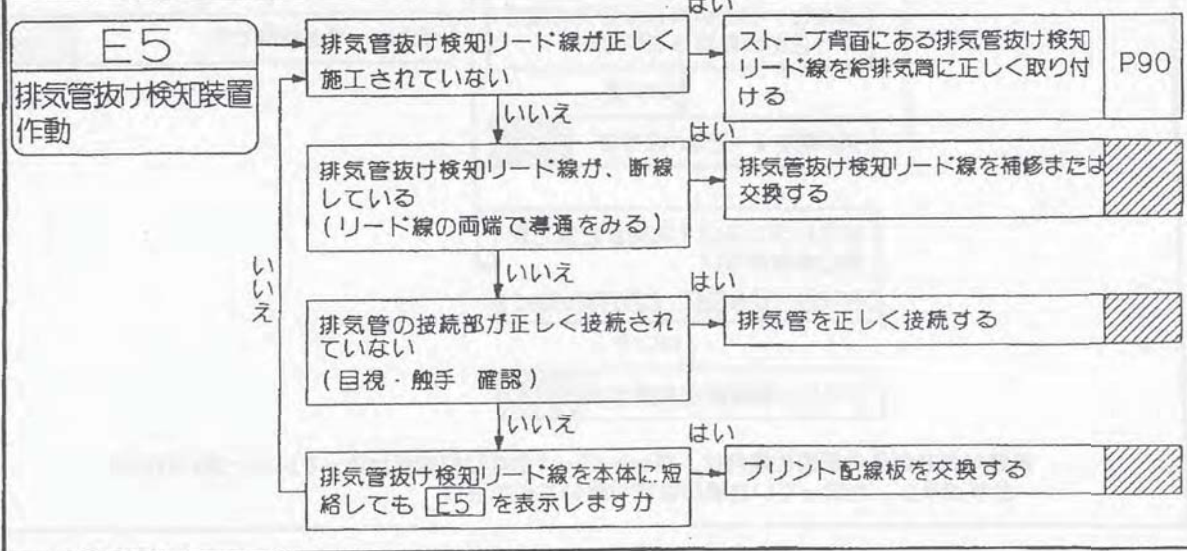 はい
E5
排気管抜け検知装置
作動
排気管抜け検知リード線が正しく
施工されていない
ストーブ背面にある排気管抜け検知
リード線を給排気筒に正しく取り付
ける
P90
いいえ
はい
排気管抜け検知リード線が、断線
している
(リード線の両端で導通をみる)
排気管抜け検知リード線を補修または
交換する
いいえ
いいえ
はい
排気管の接続部が正しく接続され
ていない
(目視・触手 確認)
排気管を正しく接続する
いいえ
はい
排気管抜け検知リード線を本体に短
絡しても E5 を表示しますか
プリント配線板を交換する